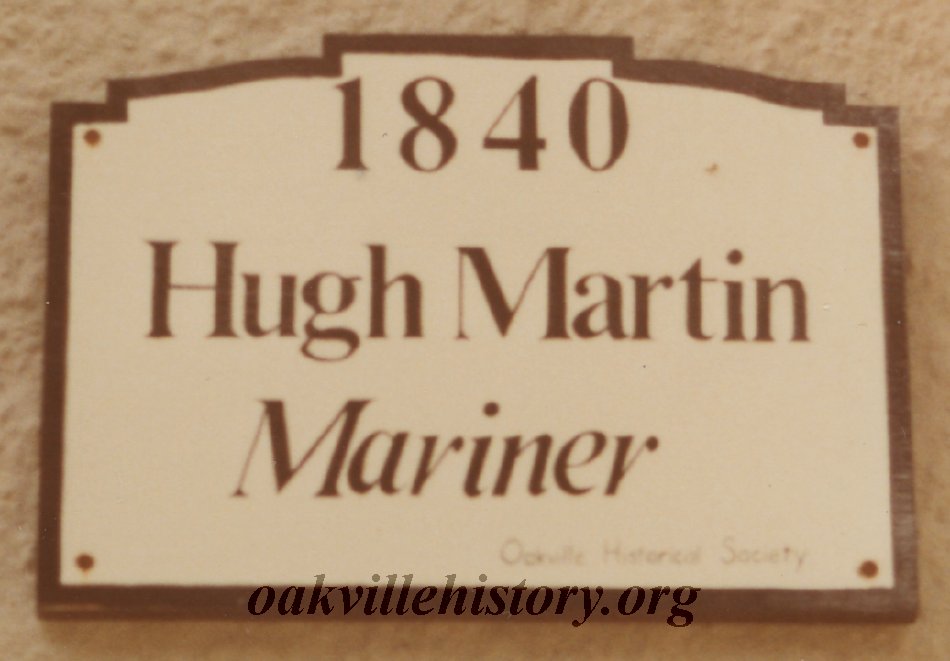 1840
Hugh Martin
Mariner
Oakville Historical Society
oakvillehistory.org